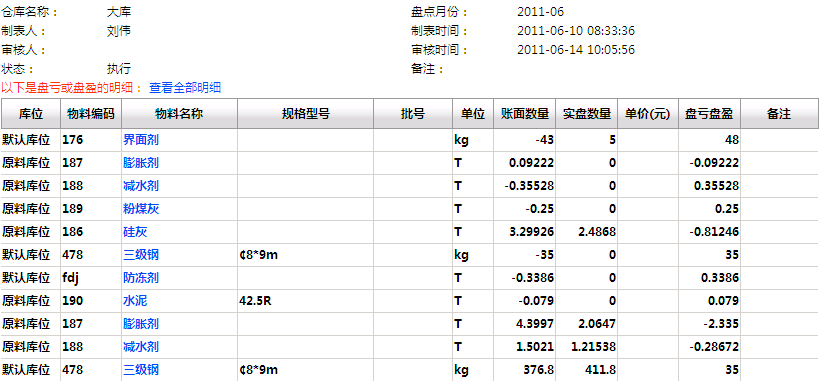 仓库名称： 大库 盘点月份： 2011-06
制表人： 刘伟 制表时间： 2011-06-10 08:33:36
审核人： 审核时间： 2011-06-14 10:05:56
状态： 执行 备注：
以下是盘亏或盘盈的明细： 查看全部明细
库位 物料编码 物料名称 规格型号 批号 单位 账面数量 实盘数量 单价(元) 盘亏盘盈 备注
默认库位 176 界面剂 kg -43 5 48
原料库位 187 膨胀剂 T 0.09222 0 -0.09222
原料库位 188 减水剂 T -0.35528 0 0.35528
原料库位 189 粉煤灰 T -0.25 0 0.25
原料库位 186 硅灰 T 3.29926 2.4868 -0.81246
默认库位 478 三级钢 ¢8*9m kg -35 0 35
默认库位 fdj 防冻剂 T -0.3386 0 0.3386
原料库位 190 水泥 42.5R T -0.079 0 0.079
原料库位 187 膨胀剂 T 4.3997 2.0647 -2.335
原料库位 188 减水剂 T 1.5021 1.21538 -0.28672
默认库位 478 三级钢 ¢8*9m kg 376.8 411.8 35